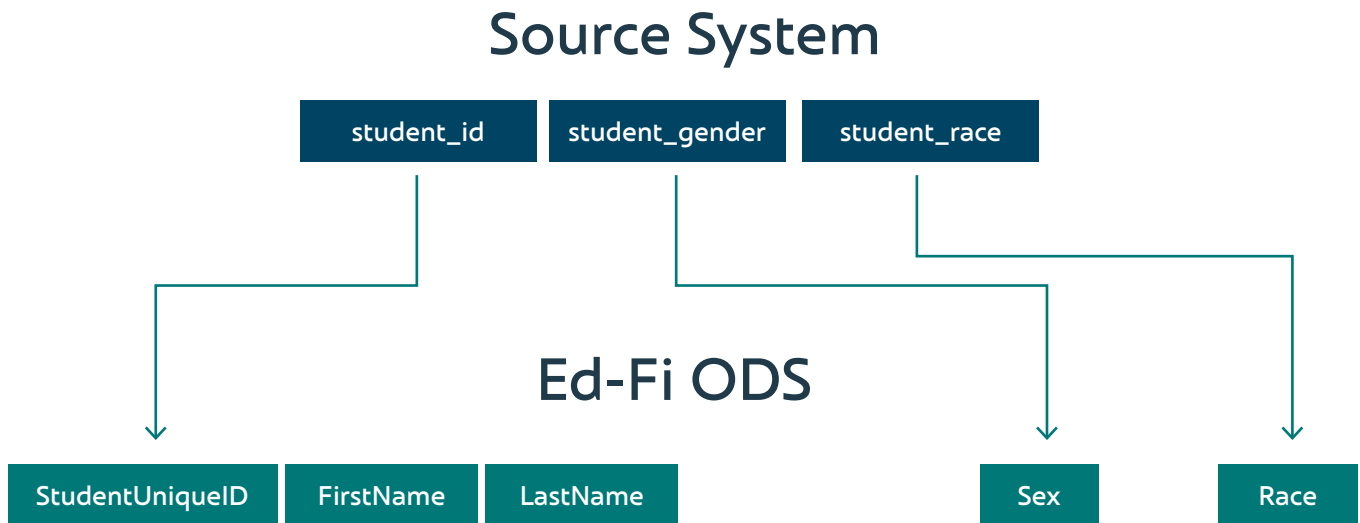 Source System
student_id student_gender student_race
Ed-Fi ODS
StudentUniqueID FirstName LastName Sex Race